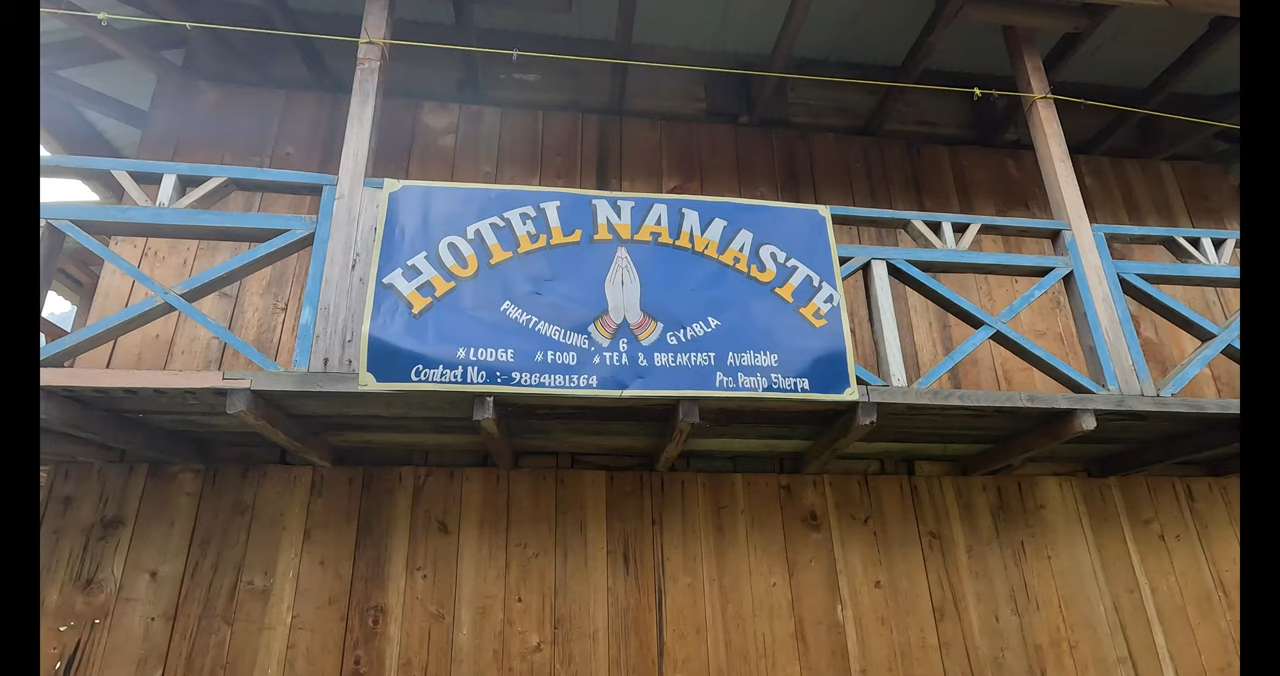 HOTEL NAMASTE
PHAKTANGLUNG, 6 GYABLA
#LODGE #FOOD #TEA & BREAKFAST Available
Contact No. :- 9864181364
Pro. Panjo Sherpa